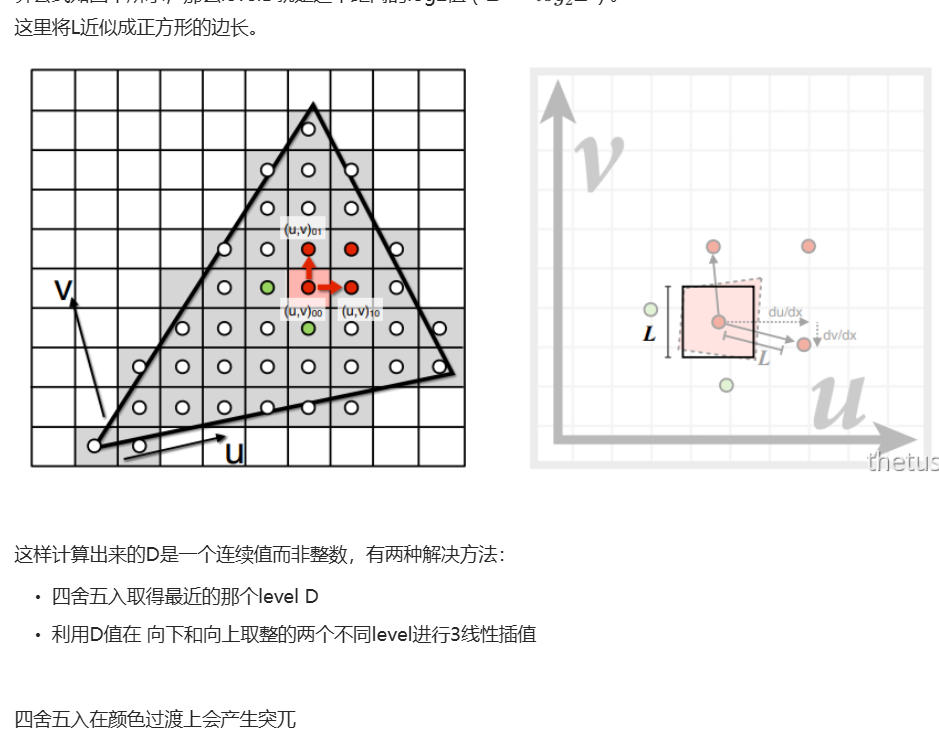 这里将L近似成正方形的边长。
(u,v)01
(u,v)00
(u,v)10
V
u
v
du/dx
L
dv/dx
L
u
thetus
这样计算出来的D是一个连续值而非整数，有两种解决方法：
• 四舍五入取得最近的那个level D
• 利用D值在 向下和向上取整的两个不同level进行3线性插值
四舍五入在颜色过渡上会产生突兀